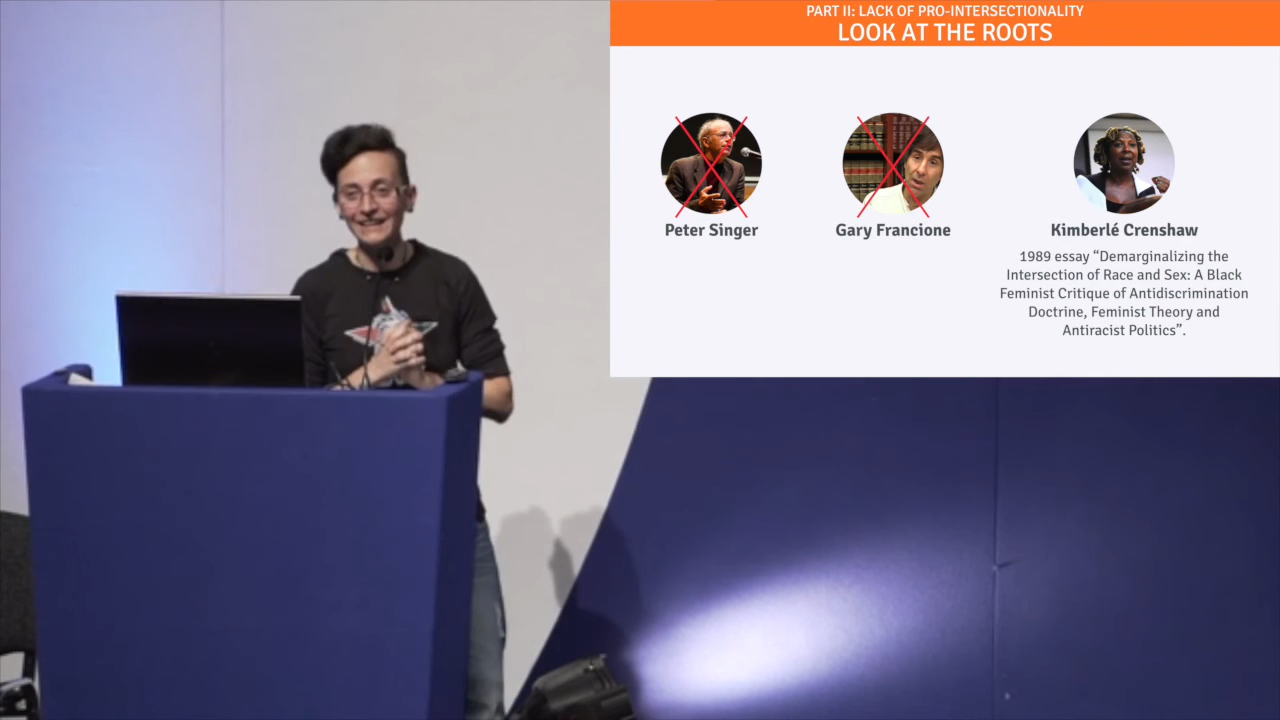 PART II: LACK OF PRO-INTERSECTIONALITY
LOOK AT THE ROOTS
Peter Singer
Gary Francione
Kimberlé Crenshaw
1989 essay “Demarginalizing the
Intersection of Race and Sex: A Black
Feminist Critique of Antidiscrimination
Doctrine, Feminist Theory and
Antiracist Politics”.